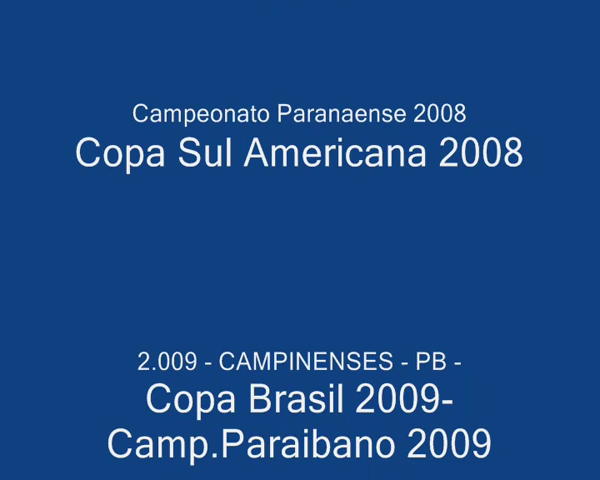 Campeonato Paranaense 2008
Copa Sul Americana 2008
2.009 - CAMPINENSES - PB -
Copa Brasil 2009-
Camp.Paraibano 2009